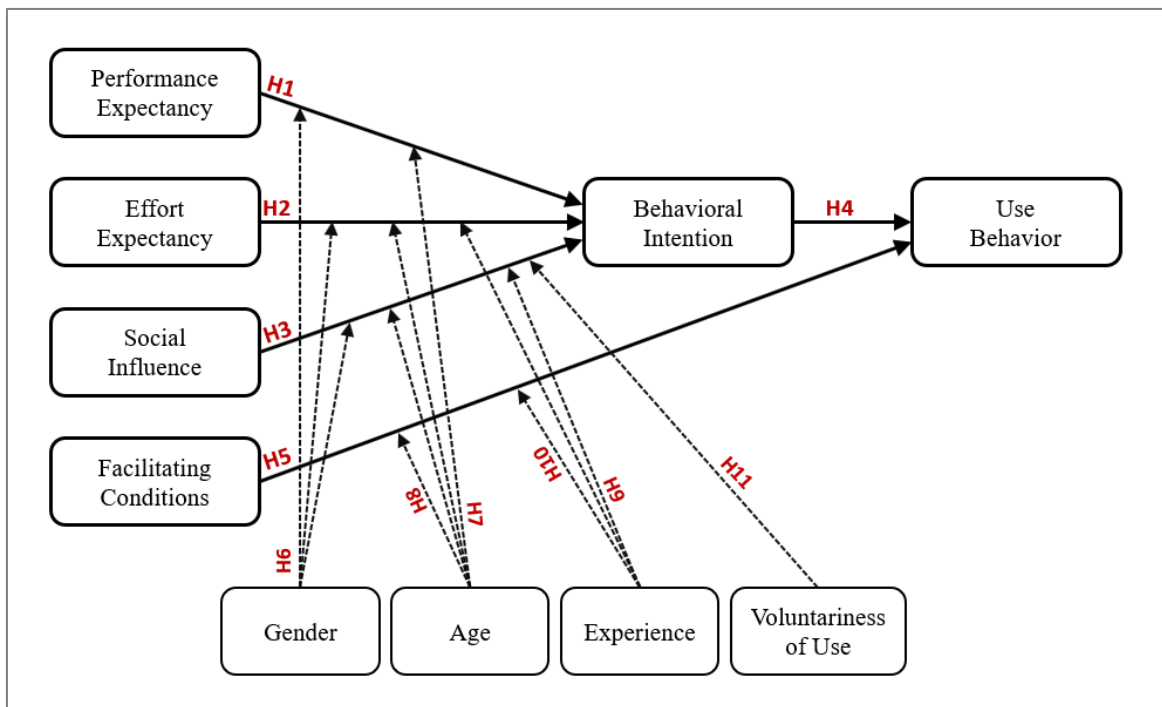 Performance
Expectancy
H1
Effort
Expectancy
H2
Behavioral
Intention
H4
Use
Behavior
Social
Influence
H3
Facilitating
Conditions
H5
H6
H8
H7
H10
H9
H11
Gender
Age
Experience
Voluntariness
of Use